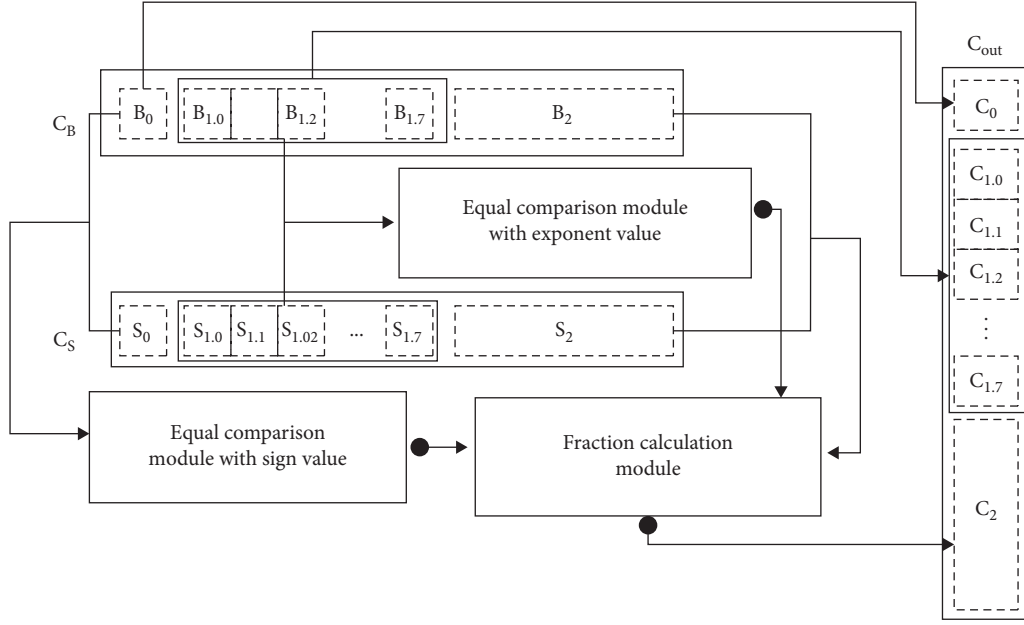 C_out
C_B
B_0
B_1.0
B_1.2
B_1.7
B_2
C_0
C_1.0
C_1.1
C_1.2
⋮
C_1.7
C_2
Equal comparison module
with exponent value
C_S
S_0
S_1.0
S_1.1
S_1.02
...
S_1.7
S_2
Equal comparison
module with sign value
Fraction calculation
module